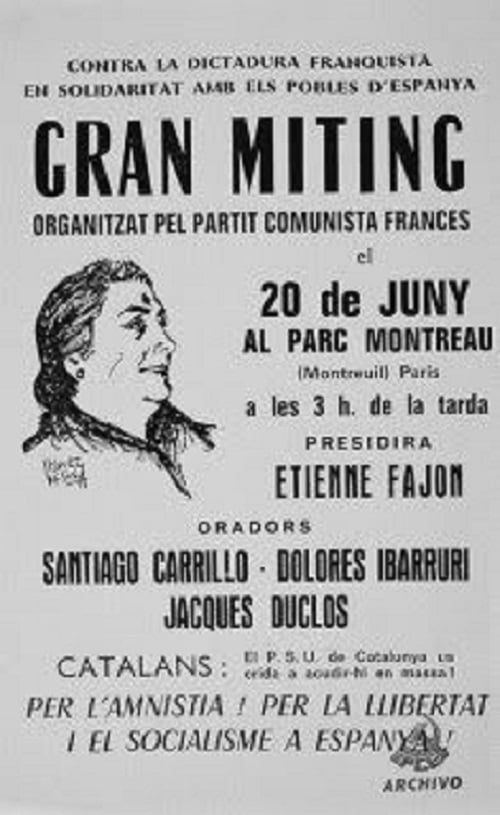 CONTRA LA DICTADURA FRANQUISTA
EN SOLIDARITAT AMB ELS POBLES D'ESPANYA
GRAN MITING
ORGANITZAT PEL PARTIT COMUNISTA FRANCES
el
20 de JUNY
AL PARC MONTREAU
(Montreuil) Paris
a les 3 h. de la tarda
PRESIDIRA
ETIENNE FAJON
ORADORS
SANTIAGO CARRILLO · DOLORES IBARRURI
JACQUES DUCLOS
CATALANS :
El P. S. U. de Catalunya us
crida a acudir-hi en massa !
PER L'AMNISTIA ! PER LA LLIBERTAT
I EL SOCIALISME A ESPANYA !
ARCHIVO